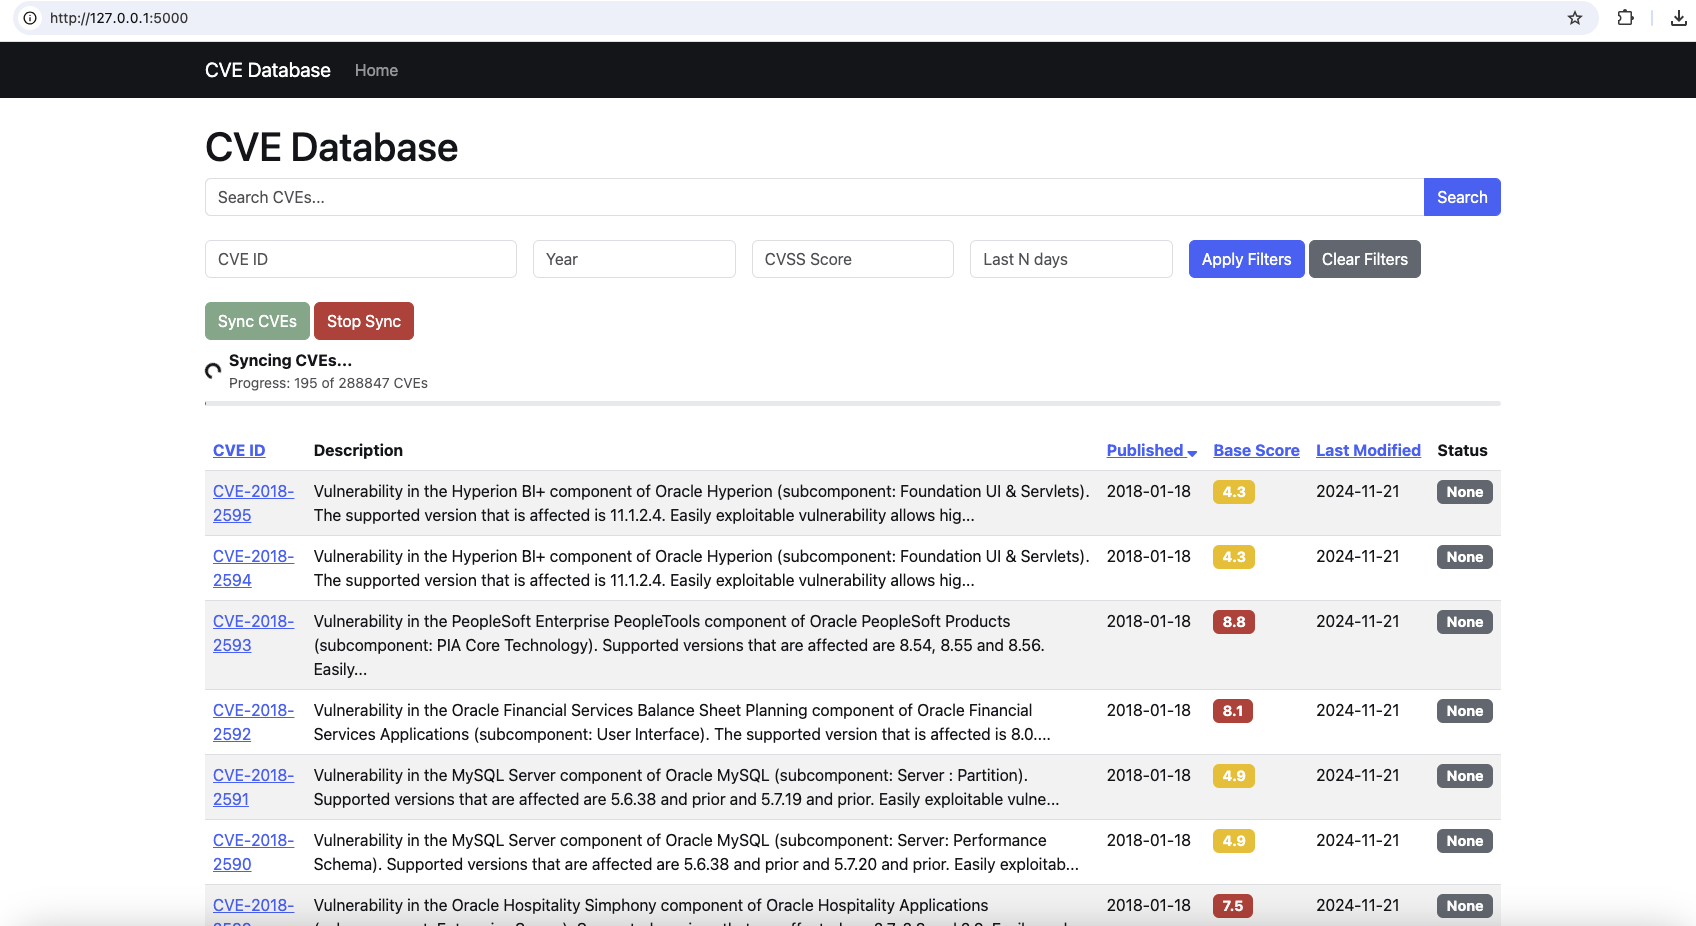 http://127.0.0.1:5000
CVE Database Home
CVE Database
Search CVEs... Search
CVE ID Year CVSS Score Last N days Apply Filters Clear Filters
Sync CVEs Stop Sync
Syncing CVEs...
Progress: 195 of 288847 CVEs
CVE ID Description Published Base Score Last Modified Status
CVE-2018- Vulnerability in the Hyperion BI+ component of Oracle Hyperion (subcomponent: Foundation UI & Servlets). 2018-01-18 4.3 2024-11-21 None
2595 The supported version that is affected is 11.1.2.4. Easily exploitable vulnerability allows hig...
CVE-2018- Vulnerability in the Hyperion BI+ component of Oracle Hyperion (subcomponent: Foundation UI & Servlets). 2018-01-18 4.3 2024-11-21 None
2594 The supported version that is affected is 11.1.2.4. Easily exploitable vulnerability allows hig...
CVE-2018- Vulnerability in the PeopleSoft Enterprise PeopleTools component of Oracle PeopleSoft Products 2018-01-18 8.8 2024-11-21 None
2593 (subcomponent: PIA Core Technology). Supported versions that are affected are 8.54, 8.55 and 8.56.
Easily...
CVE-2018- Vulnerability in the Oracle Financial Services Balance Sheet Planning component of Oracle Financial 2018-01-18 8.1 2024-11-21 None
2592 Services Applications (subcomponent: User Interface). The supported version that is affected is 8.0....
CVE-2018- Vulnerability in the MySQL Server component of Oracle MySQL (subcomponent: Server : Partition). 2018-01-18 4.9 2024-11-21 None
2591 Supported versions that are affected are 5.6.38 and prior and 5.7.19 and prior. Easily exploitable vulne...
CVE-2018- Vulnerability in the MySQL Server component of Oracle MySQL (subcomponent: Server: Performance 2018-01-18 4.9 2024-11-21 None
2590 Schema). Supported versions that are affected are 5.6.38 and prior and 5.7.20 and prior. Easily exploitab...
CVE-2018- Vulnerability in the Oracle Hospitality Simphony component of Oracle Hospitality Applications 2018-01-18 7.5 2024-11-21 None